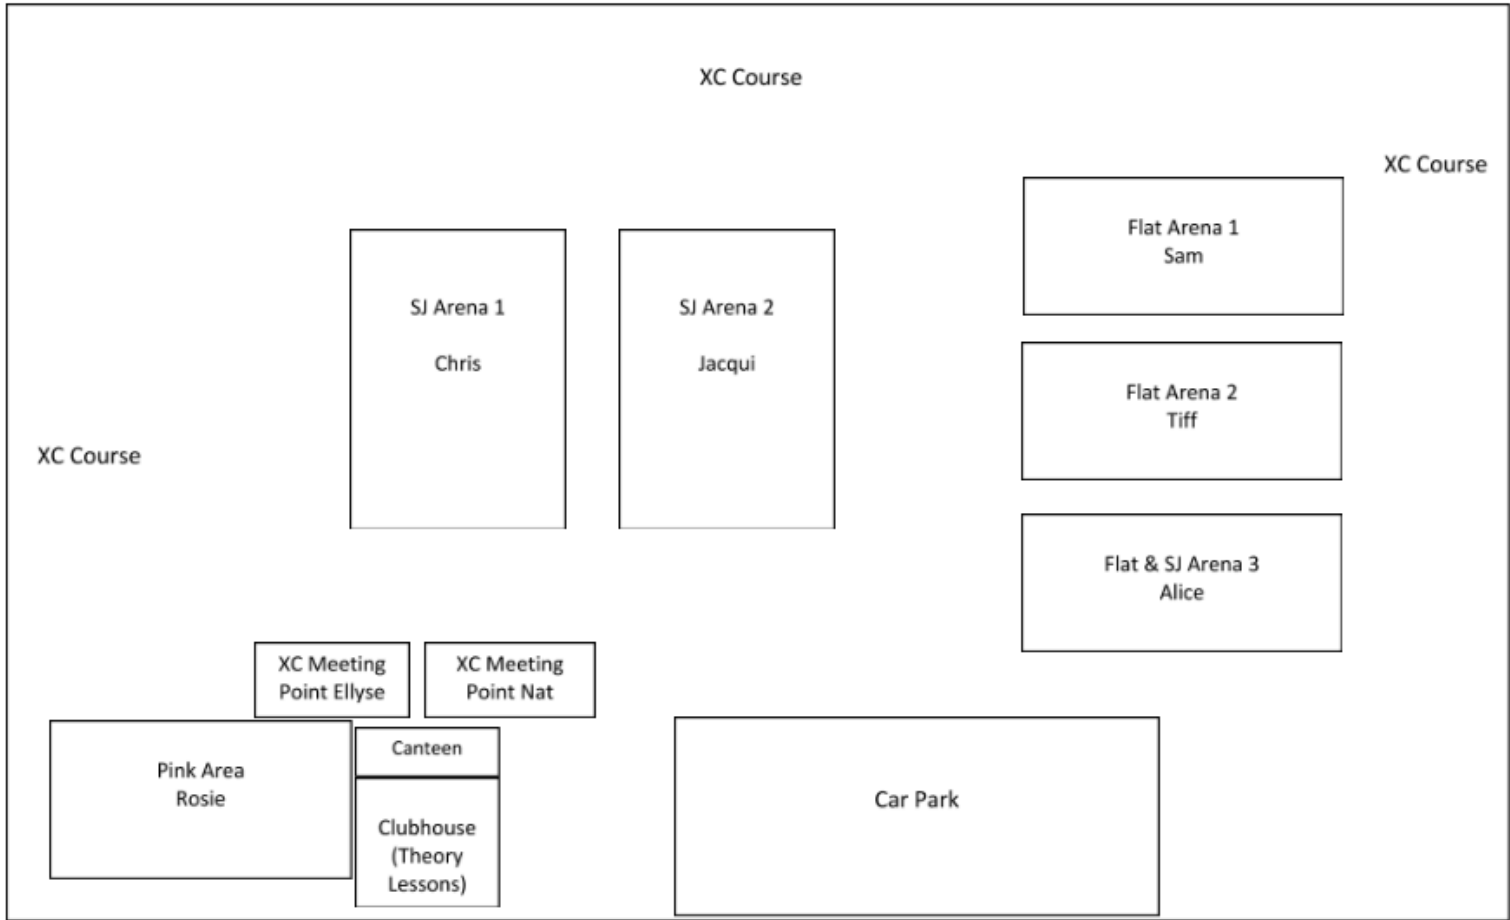 XC Course
XC Course
Flat Arena 1
Sam
SJ Arena 1
Chris
SJ Arena 2
Jacqui
Flat Arena 2
Tiff
XC Course
Flat & SJ Arena 3
Alice
XC Meeting
Point Ellyse
XC Meeting
Point Nat
Canteen
Pink Area
Rosie
Car Park
Clubhouse
(Theory
Lessons)